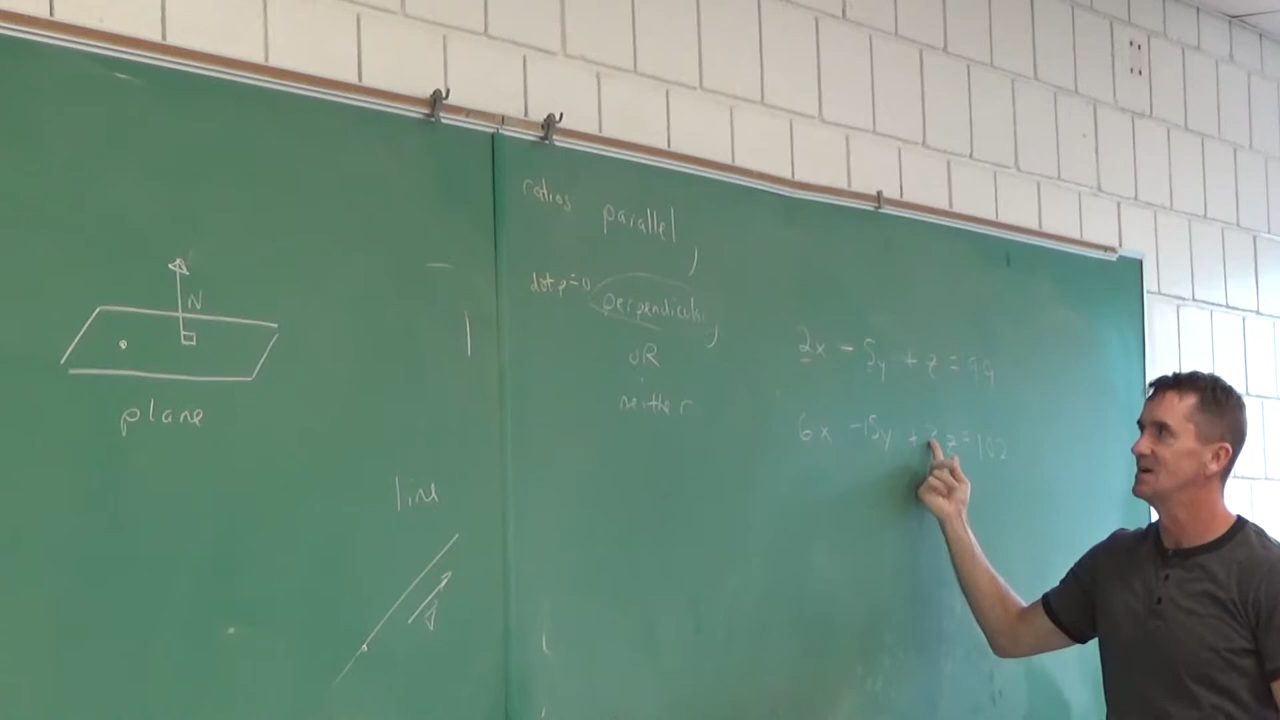 N
plane
line
ratios parallel,
dot p = 0 perpendicular,
OR
neither
2x - 5y + z = 99
6x - 15y + 3z = 102